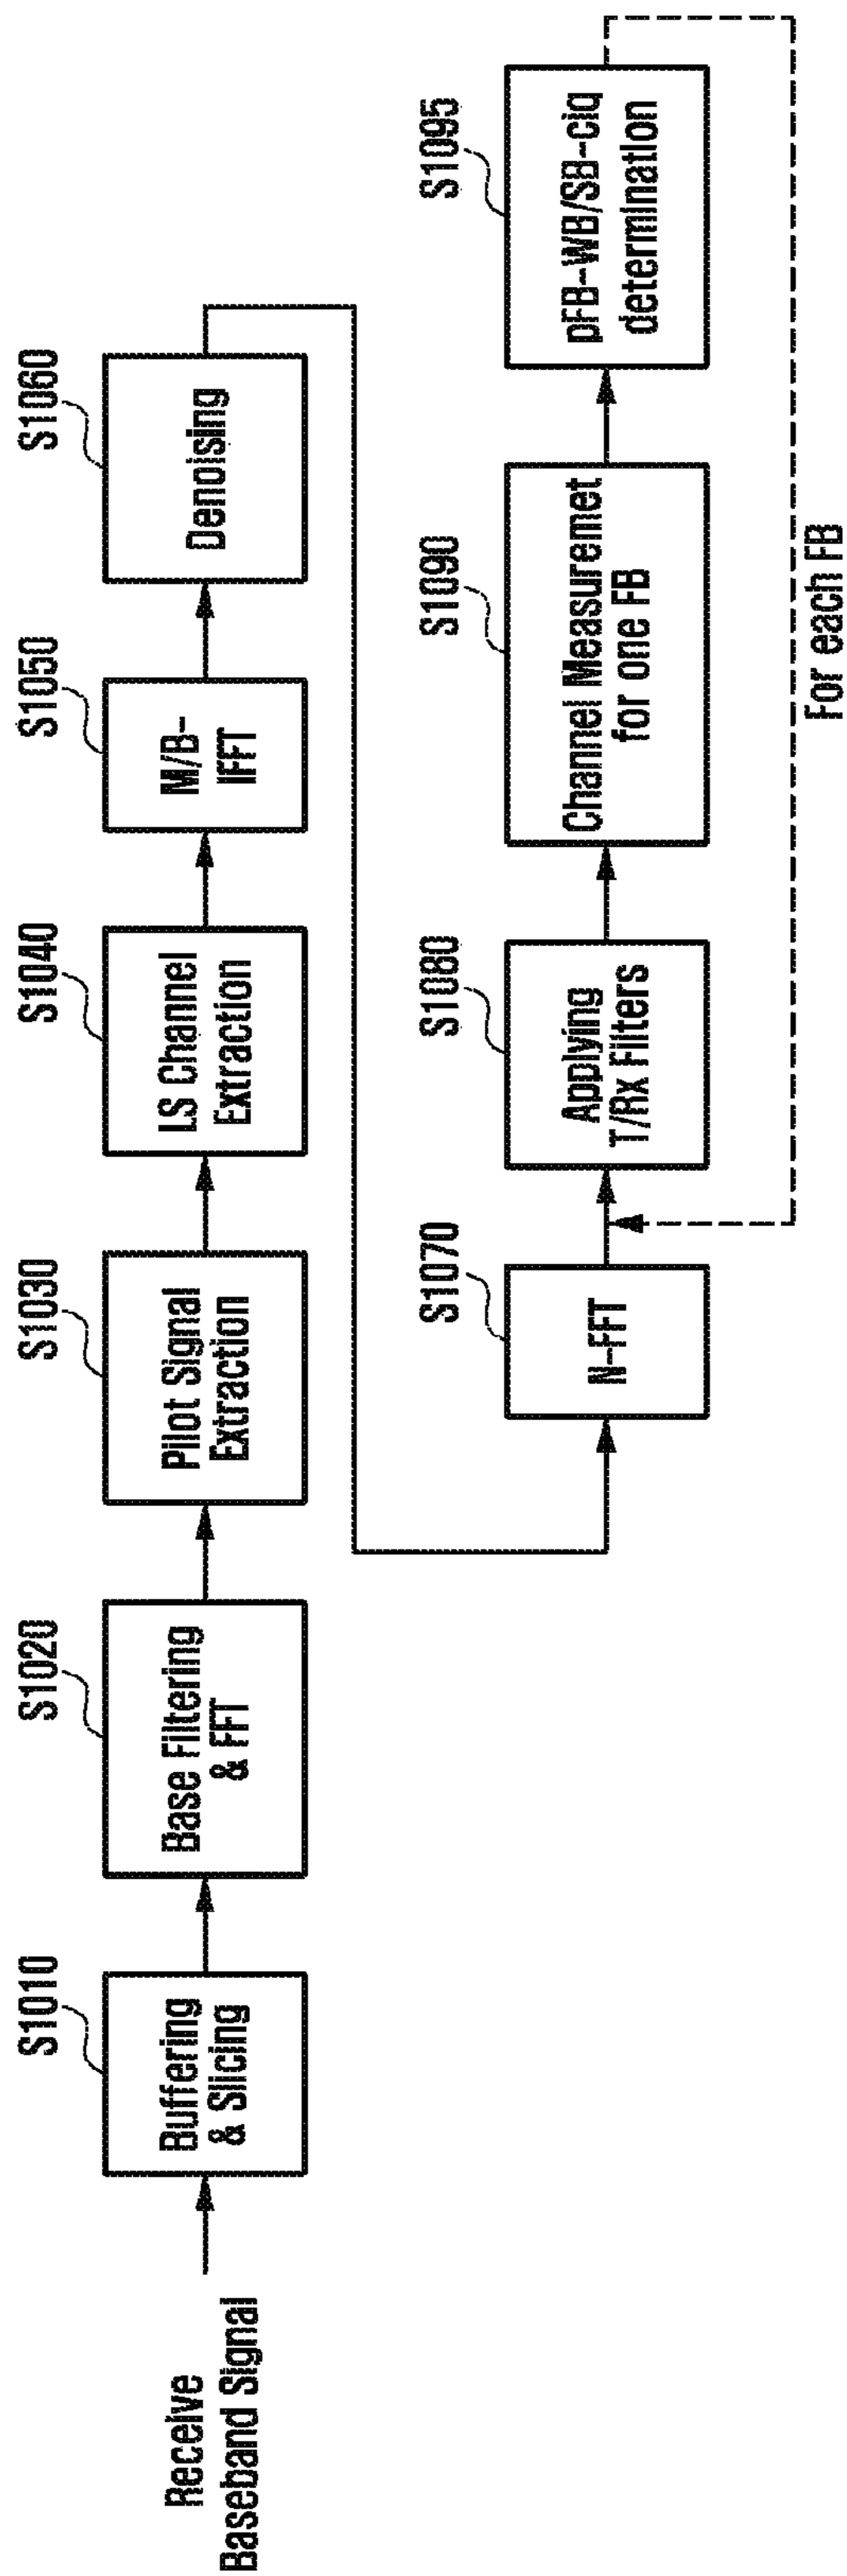 Receive
Baseband Signal
S1010
Buffering
& Slicing
S1020
Base Filtering
& FFT
S1030
Pilot Signal
Extraction
S1040
LS Channel
Extraction
S1050
M/B-
IFFT
S1060
Denoising
S1070
N-FFT
S1080
Applying
T/Rx Filters
S1090
Channel Measuremet
for one FB
S1095
pFB-WB/SB-ciq
determination
For each FB